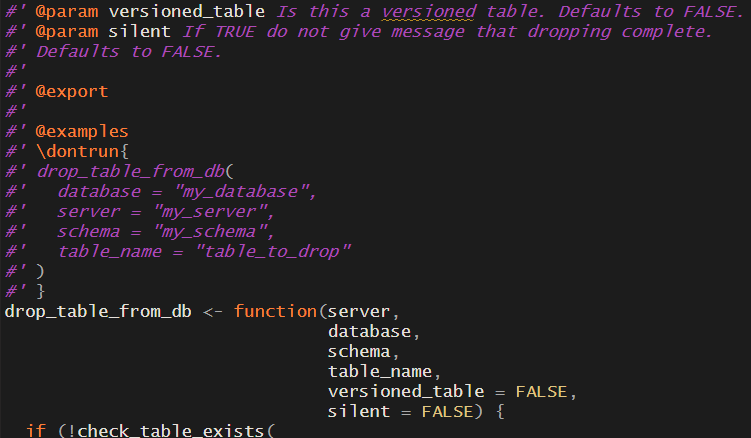 #' @param versioned_table Is this a versioned table. Defaults to FALSE.
#' @param silent If TRUE do not give message that dropping complete.
#' Defaults to FALSE.
#'
#' @export
#'
#' @examples
#' \dontrun{
#' drop_table_from_db(
#'   database = "my_database",
#'   server = "my_server",
#'   schema = "my_schema",
#'   table_name = "table_to_drop"
#' )
#' }
drop_table_from_db <- function(server,
                               database,
                               schema,
                               table_name,
                               versioned_table = FALSE,
                               silent = FALSE) {
  if (!check_table_exists(